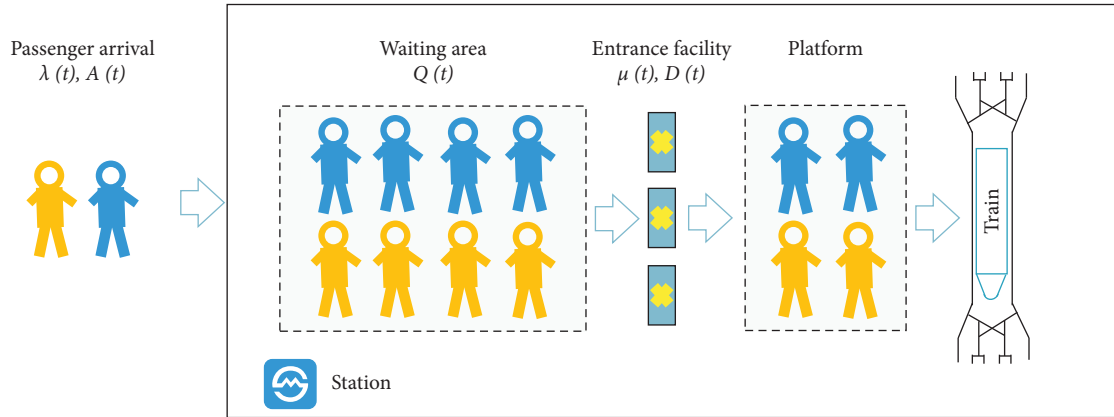 Passenger arrival
λ (t), A (t)
Waiting area
Q (t)
Entrance facility
μ (t), D (t)
Platform
Train
Station